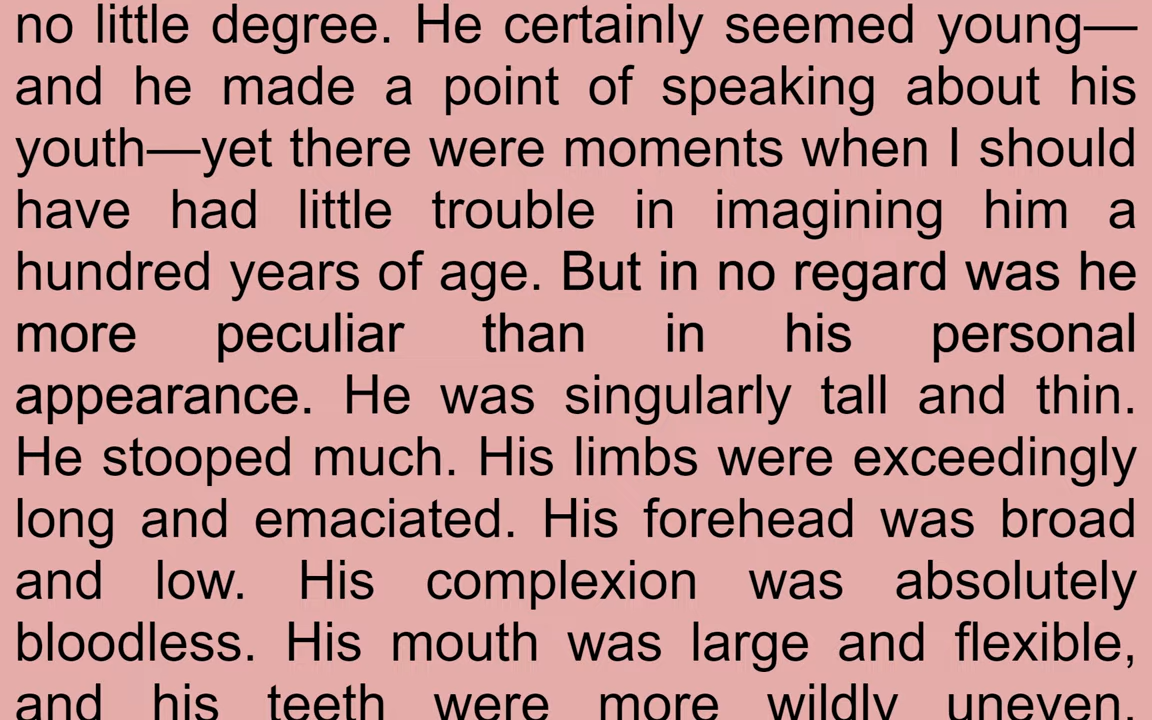 no little degree. He certainly seemed young—
and he made a point of speaking about his
youth—yet there were moments when I should
have had little trouble in imagining him a
hundred years of age. But in no regard was he
more peculiar than in his personal
appearance. He was singularly tall and thin.
He stooped much. His limbs were exceedingly
long and emaciated. His forehead was broad
and low. His complexion was absolutely
bloodless. His mouth was large and flexible,
and his teeth were more wildly uneven,